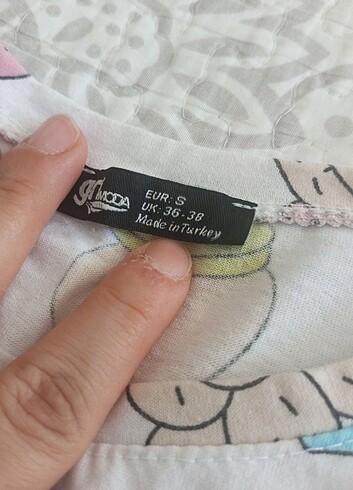 MODA
EUR: S
UK: 36-38
Made in Turkey